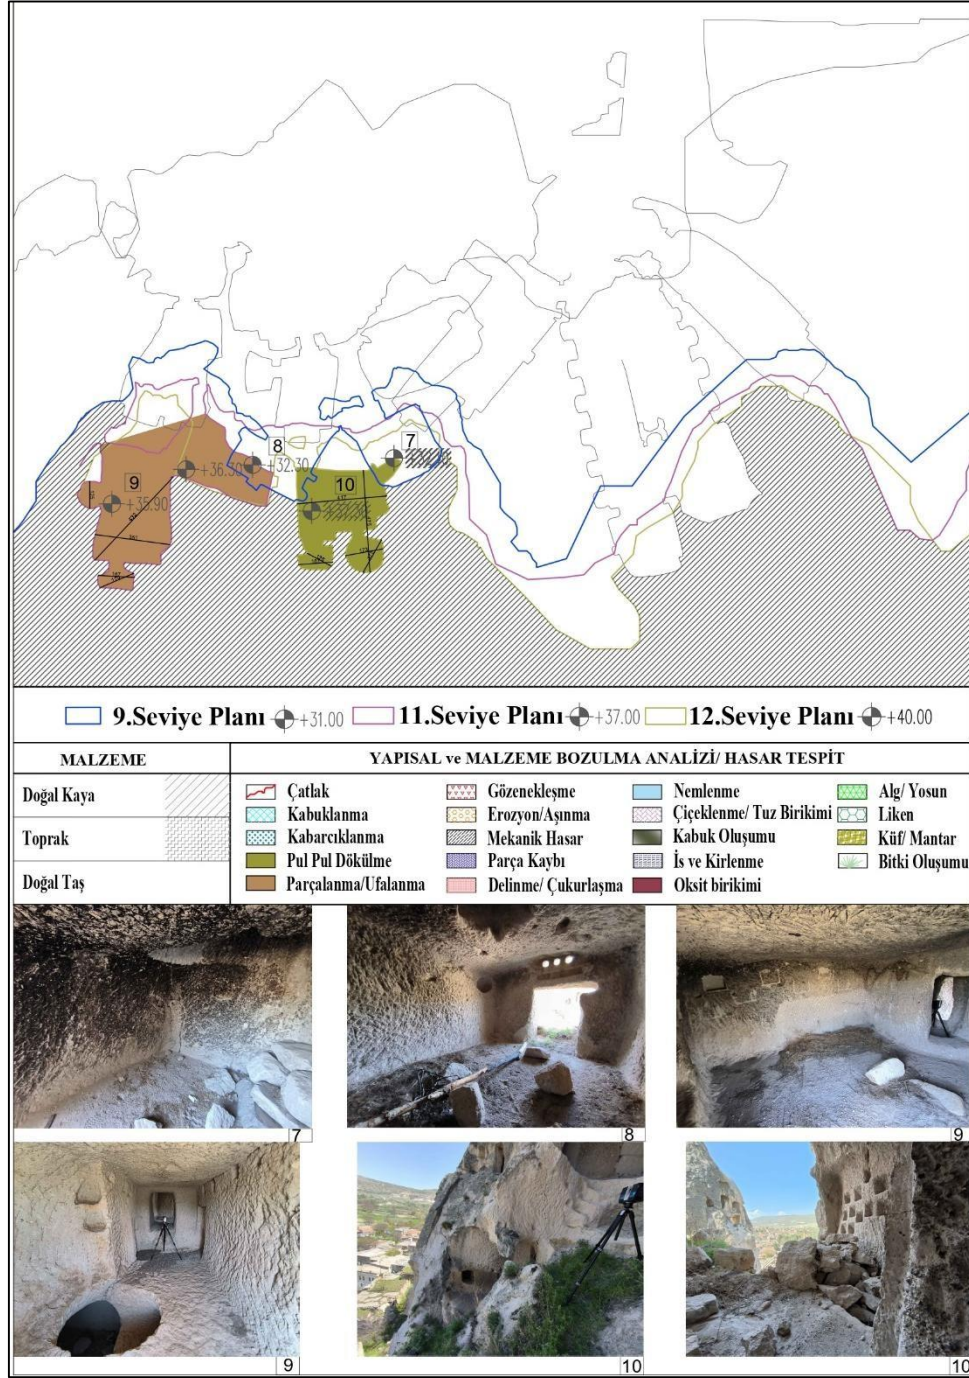 8
7
9
10
+36.30
+32.30
+35.90
9.Seviye Planı +31.00 11.Seviye Planı +37.00 12.Seviye Planı +40.00
MALZEME
Doğal Kaya
Toprak
Doğal Taş
YAPISAL ve MALZEME BOZULMA ANALİZİ/ HASAR TESPİT
Çatlak
Kabuklanma
Kabarcıklanma
Pul Pul Dökülme
Parçalanma/Ufalanma
Gözenekleşme
Erozyon/Aşınma
Mekanik Hasar
Parça Kaybı
Delinme/ Çukurlaşma
Nemlenme
Çiçeklenme/ Tuz Birikimi
Kabuk Oluşumu
İs ve Kirlenme
Oksit birikimi
Alg/ Yosun
Liken
Küf/ Mantar
Bitki Oluşumu
7
8
9
9
10
10